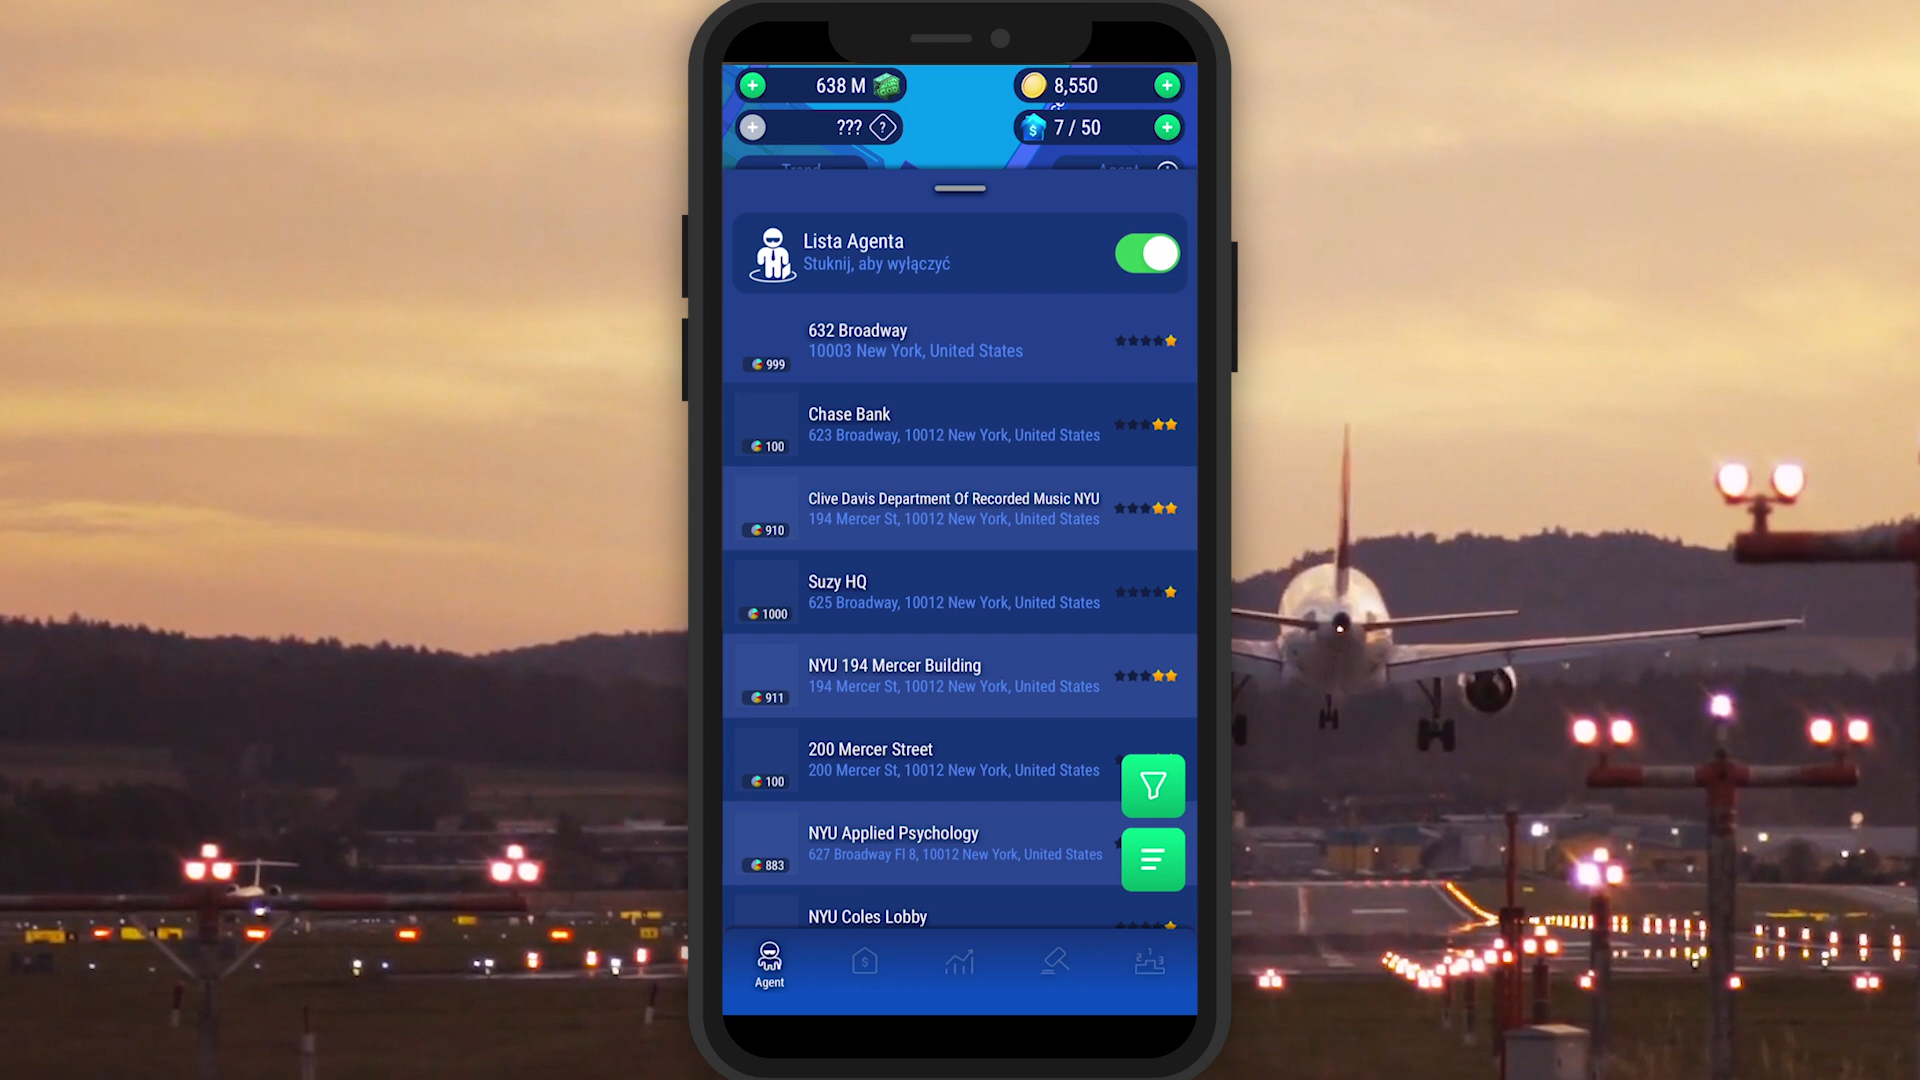 638 M
8,550
???
?
$
7 / 50
Trend
Agent
Lista Agenta
Stuknij, aby wyłączyć
632 Broadway
10003 New York, United States
999
Chase Bank
623 Broadway, 10012 New York, United States
100
Clive Davis Department Of Recorded Music NYU
194 Mercer St, 10012 New York, United States
910
Suzy HQ
625 Broadway, 10012 New York, United States
1000
NYU 194 Mercer Building
194 Mercer St, 10012 New York, United States
911
200 Mercer Street
200 Mercer St, 10012 New York, United States
100
NYU Applied Psychology
627 Broadway Fl 8, 10012 New York, United States
883
NYU Coles Lobby
Agent
$
2 1 3